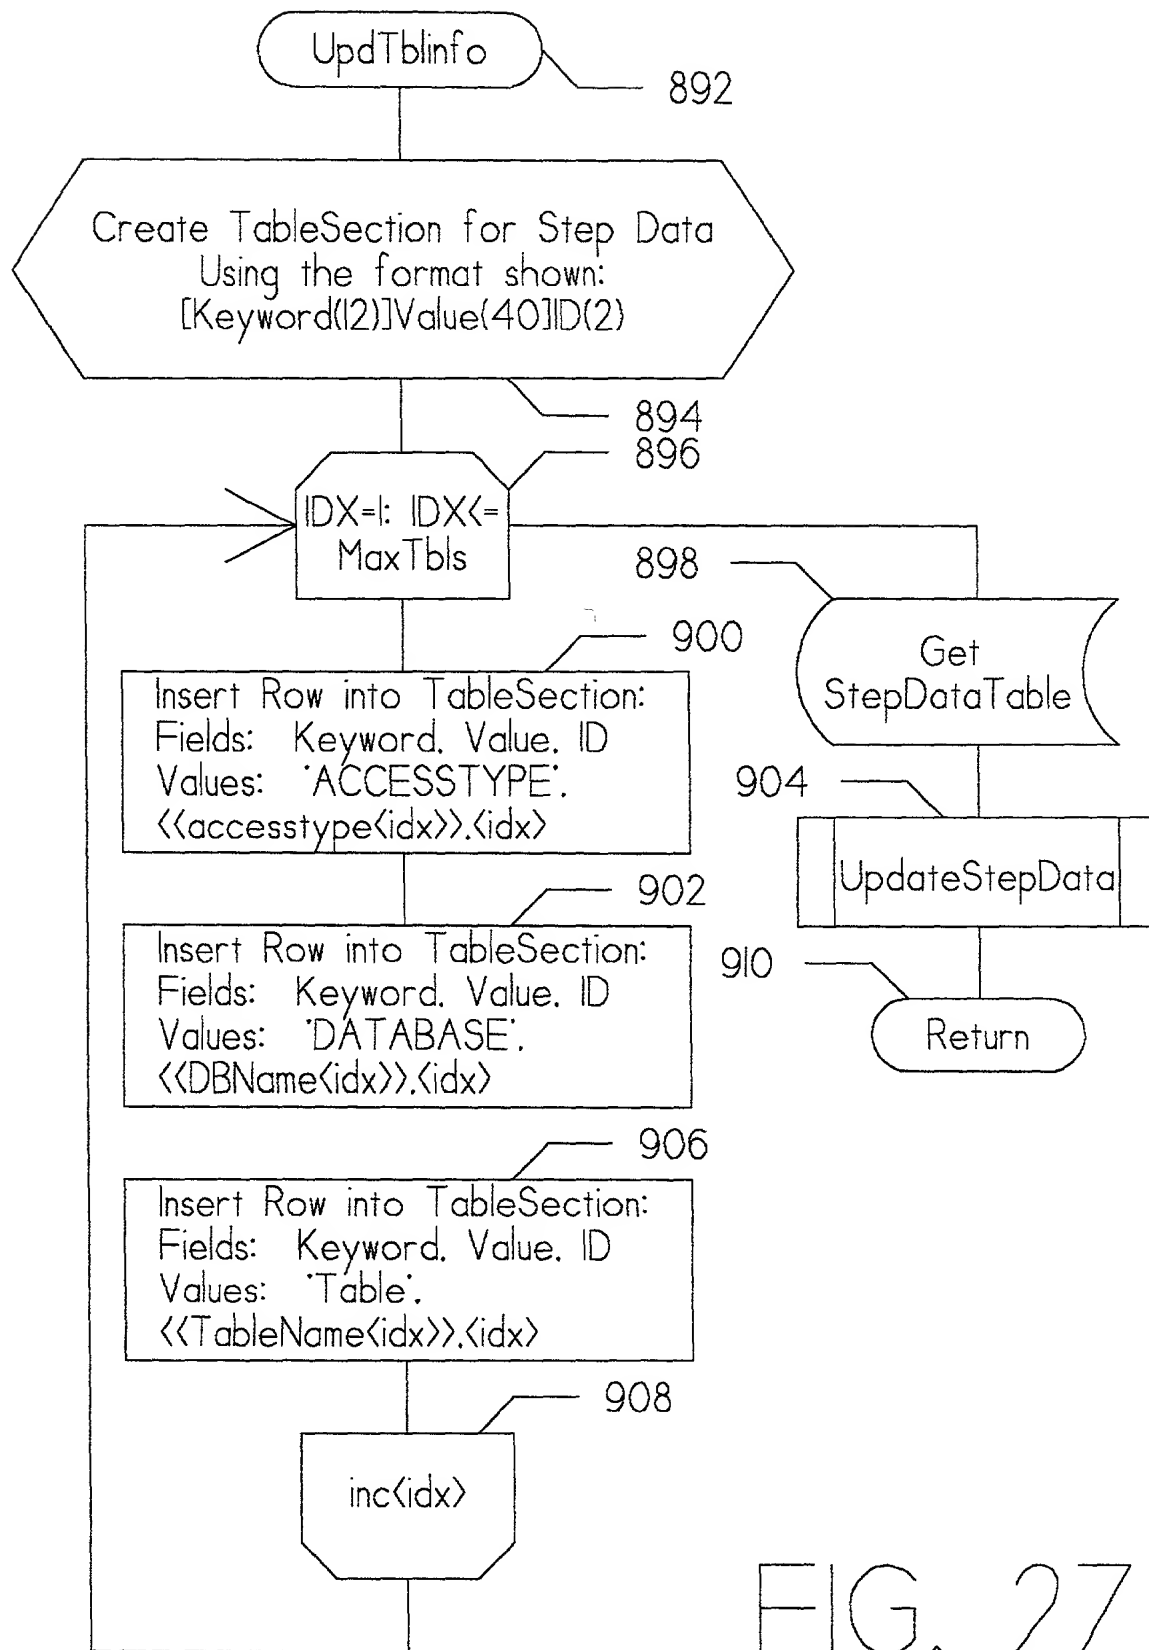 UpdTblinfo
892
Create TableSection for Step Data
Using the format shown:
[Keyword(12)]Value(40]ID(2)
894
896
IDX=1: IDX<=
MaxTbls
898
Get
StepDataTable
900
Insert Row into TableSection:
Fields: Keyword, Value, ID
Values: 'ACCESSTYPE',
<<accesstype<idx>>,<idx>
904
UpdateStepData
902
Insert Row into TableSection:
Fields: Keyword, Value, ID
Values: 'DATABASE',
<<DBName<idx>>,<idx>
910
Return
906
Insert Row into TableSection:
Fields: Keyword, Value, ID
Values: 'Table',
<<TableName<idx>>,<idx>
908
inc<idx>
FIG. 27